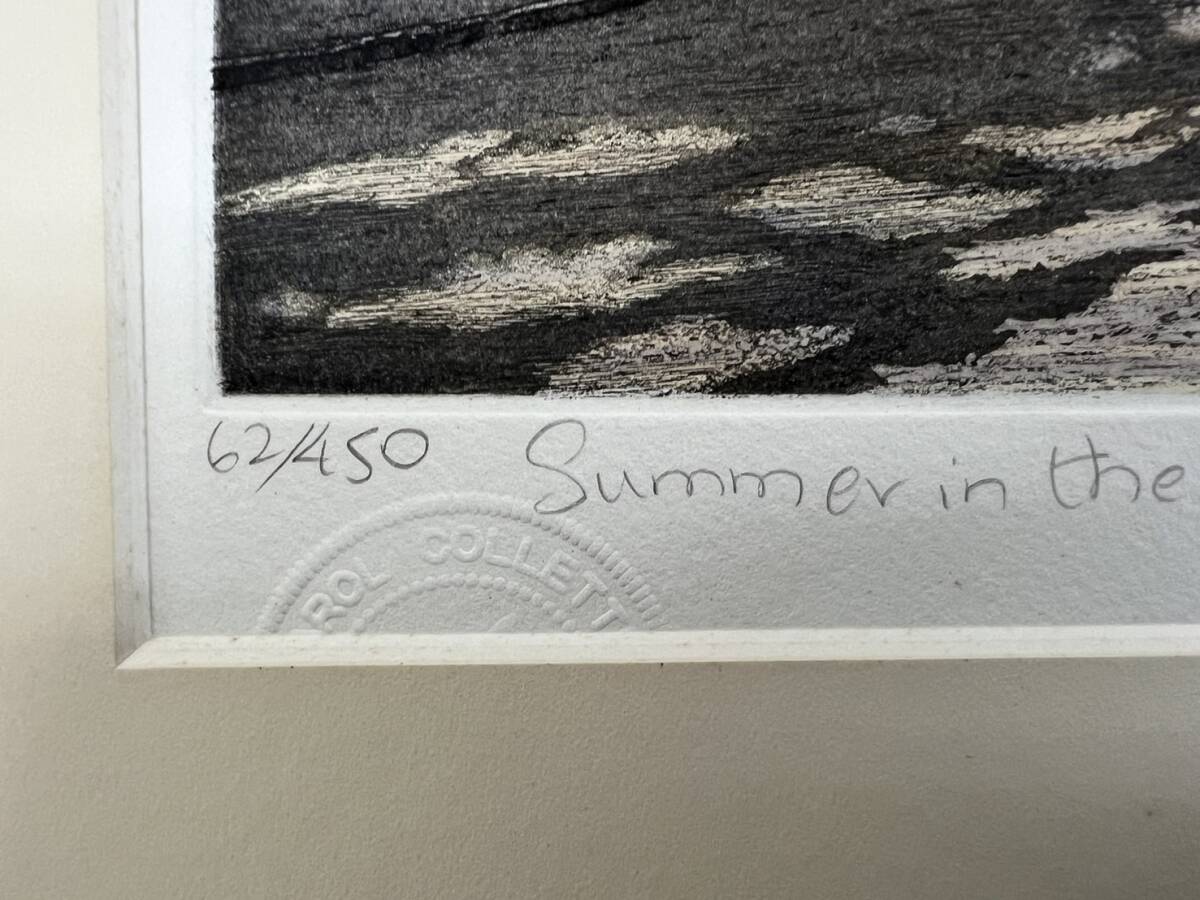 62/450 Summer in the
ROL COLLETT